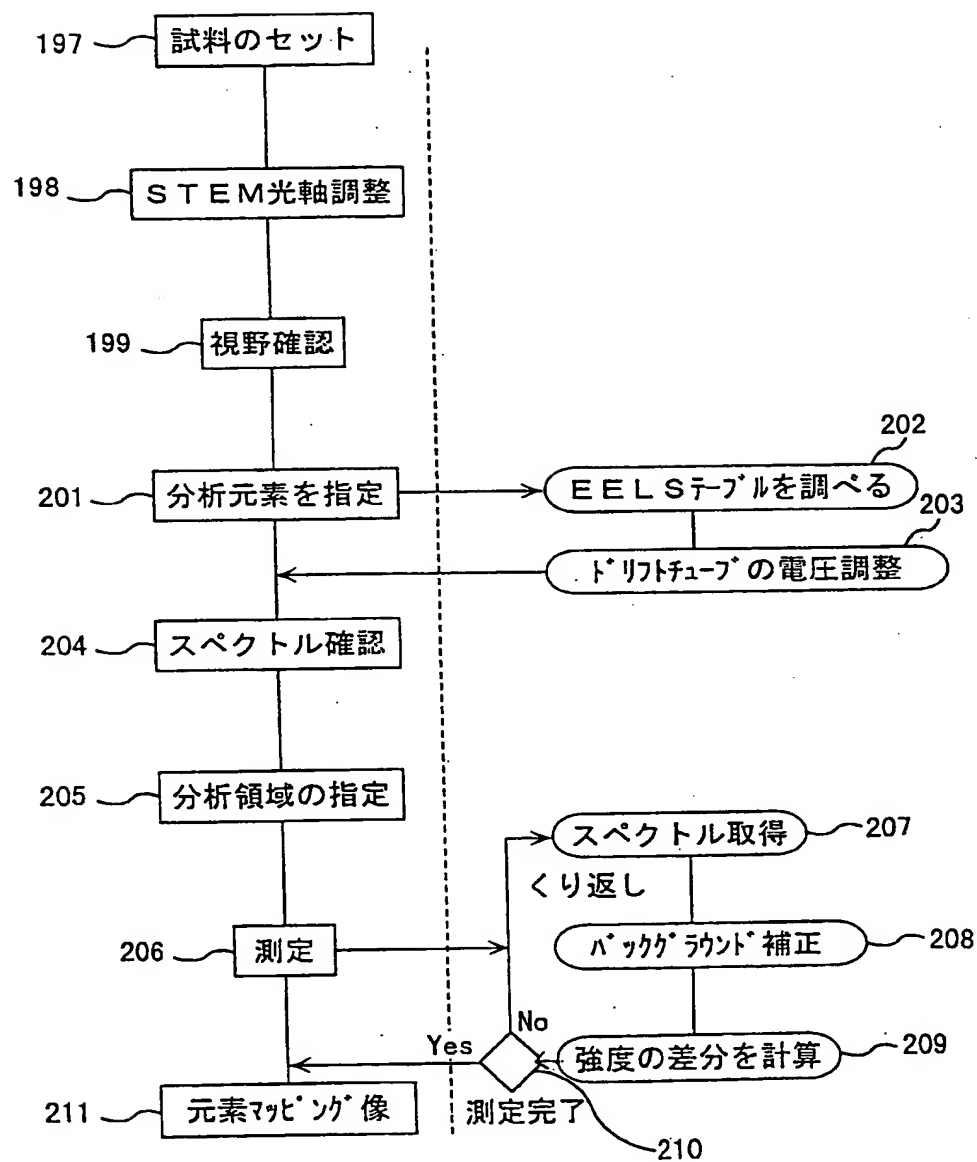 197
試料のセット
198
ＳＴＥＭ光軸調整
199
視野確認
201
分析元素を指定
202
ＥＥＬＳﾃｰﾌﾞﾙを調べる
203
ﾄﾞﾘﾌﾄﾁｭｰﾌﾞの電圧調整
204
スペクトル確認
205
分析領域の指定
スペクトル取得
207
くり返し
206
測定
ﾊﾞｯｸｸﾞﾗｳﾝﾄﾞ補正
208
No
Yes
強度の差分を計算
209
211
元素ﾏｯﾋﾟﾝｸﾞ像
測定完了
210